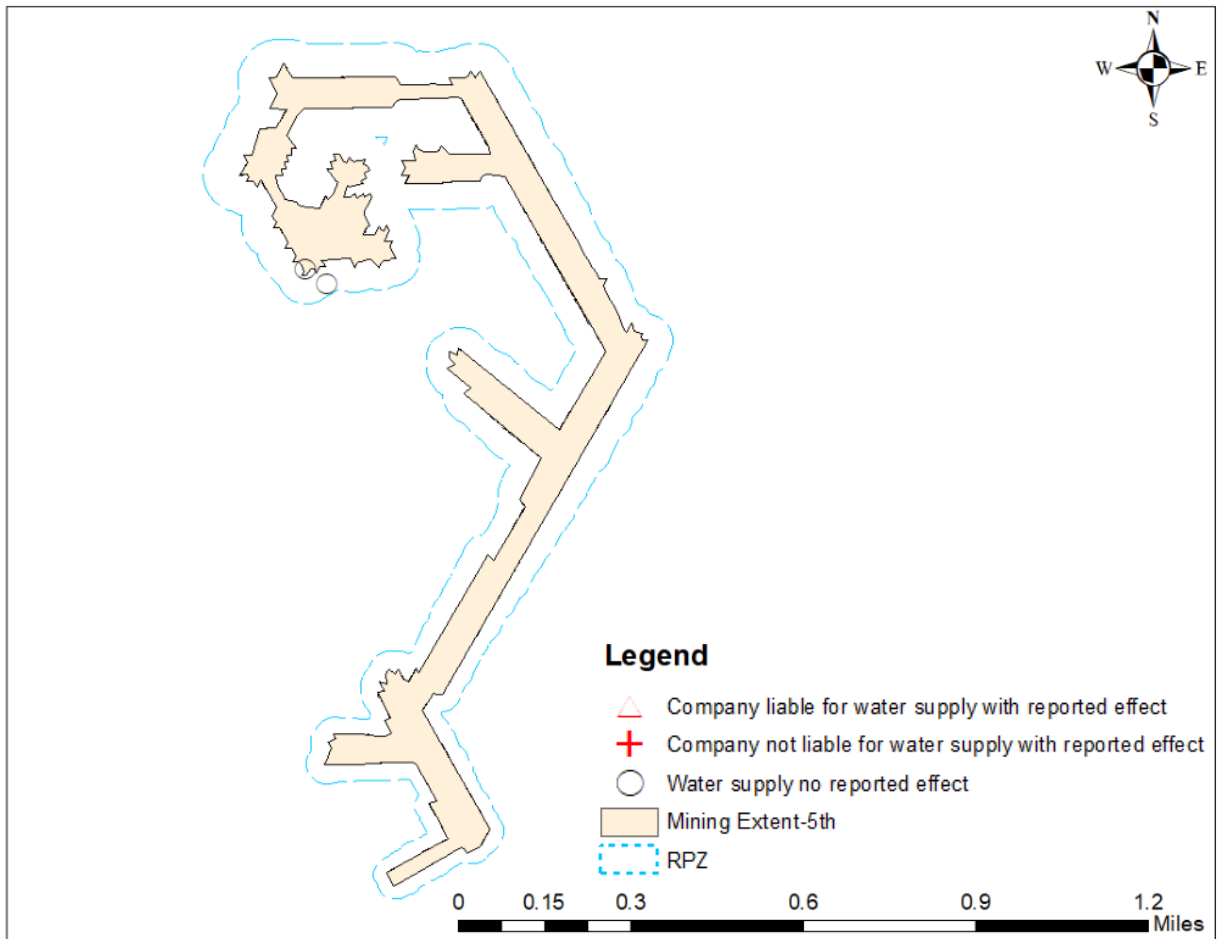 N
W E
S
Legend
Company liable for water supply with reported effect
Company not liable for water supply with reported effect
Water supply no reported effect
Mining Extent-5th
RPZ
0 0.15 0.3 0.6 0.9 1.2
Miles